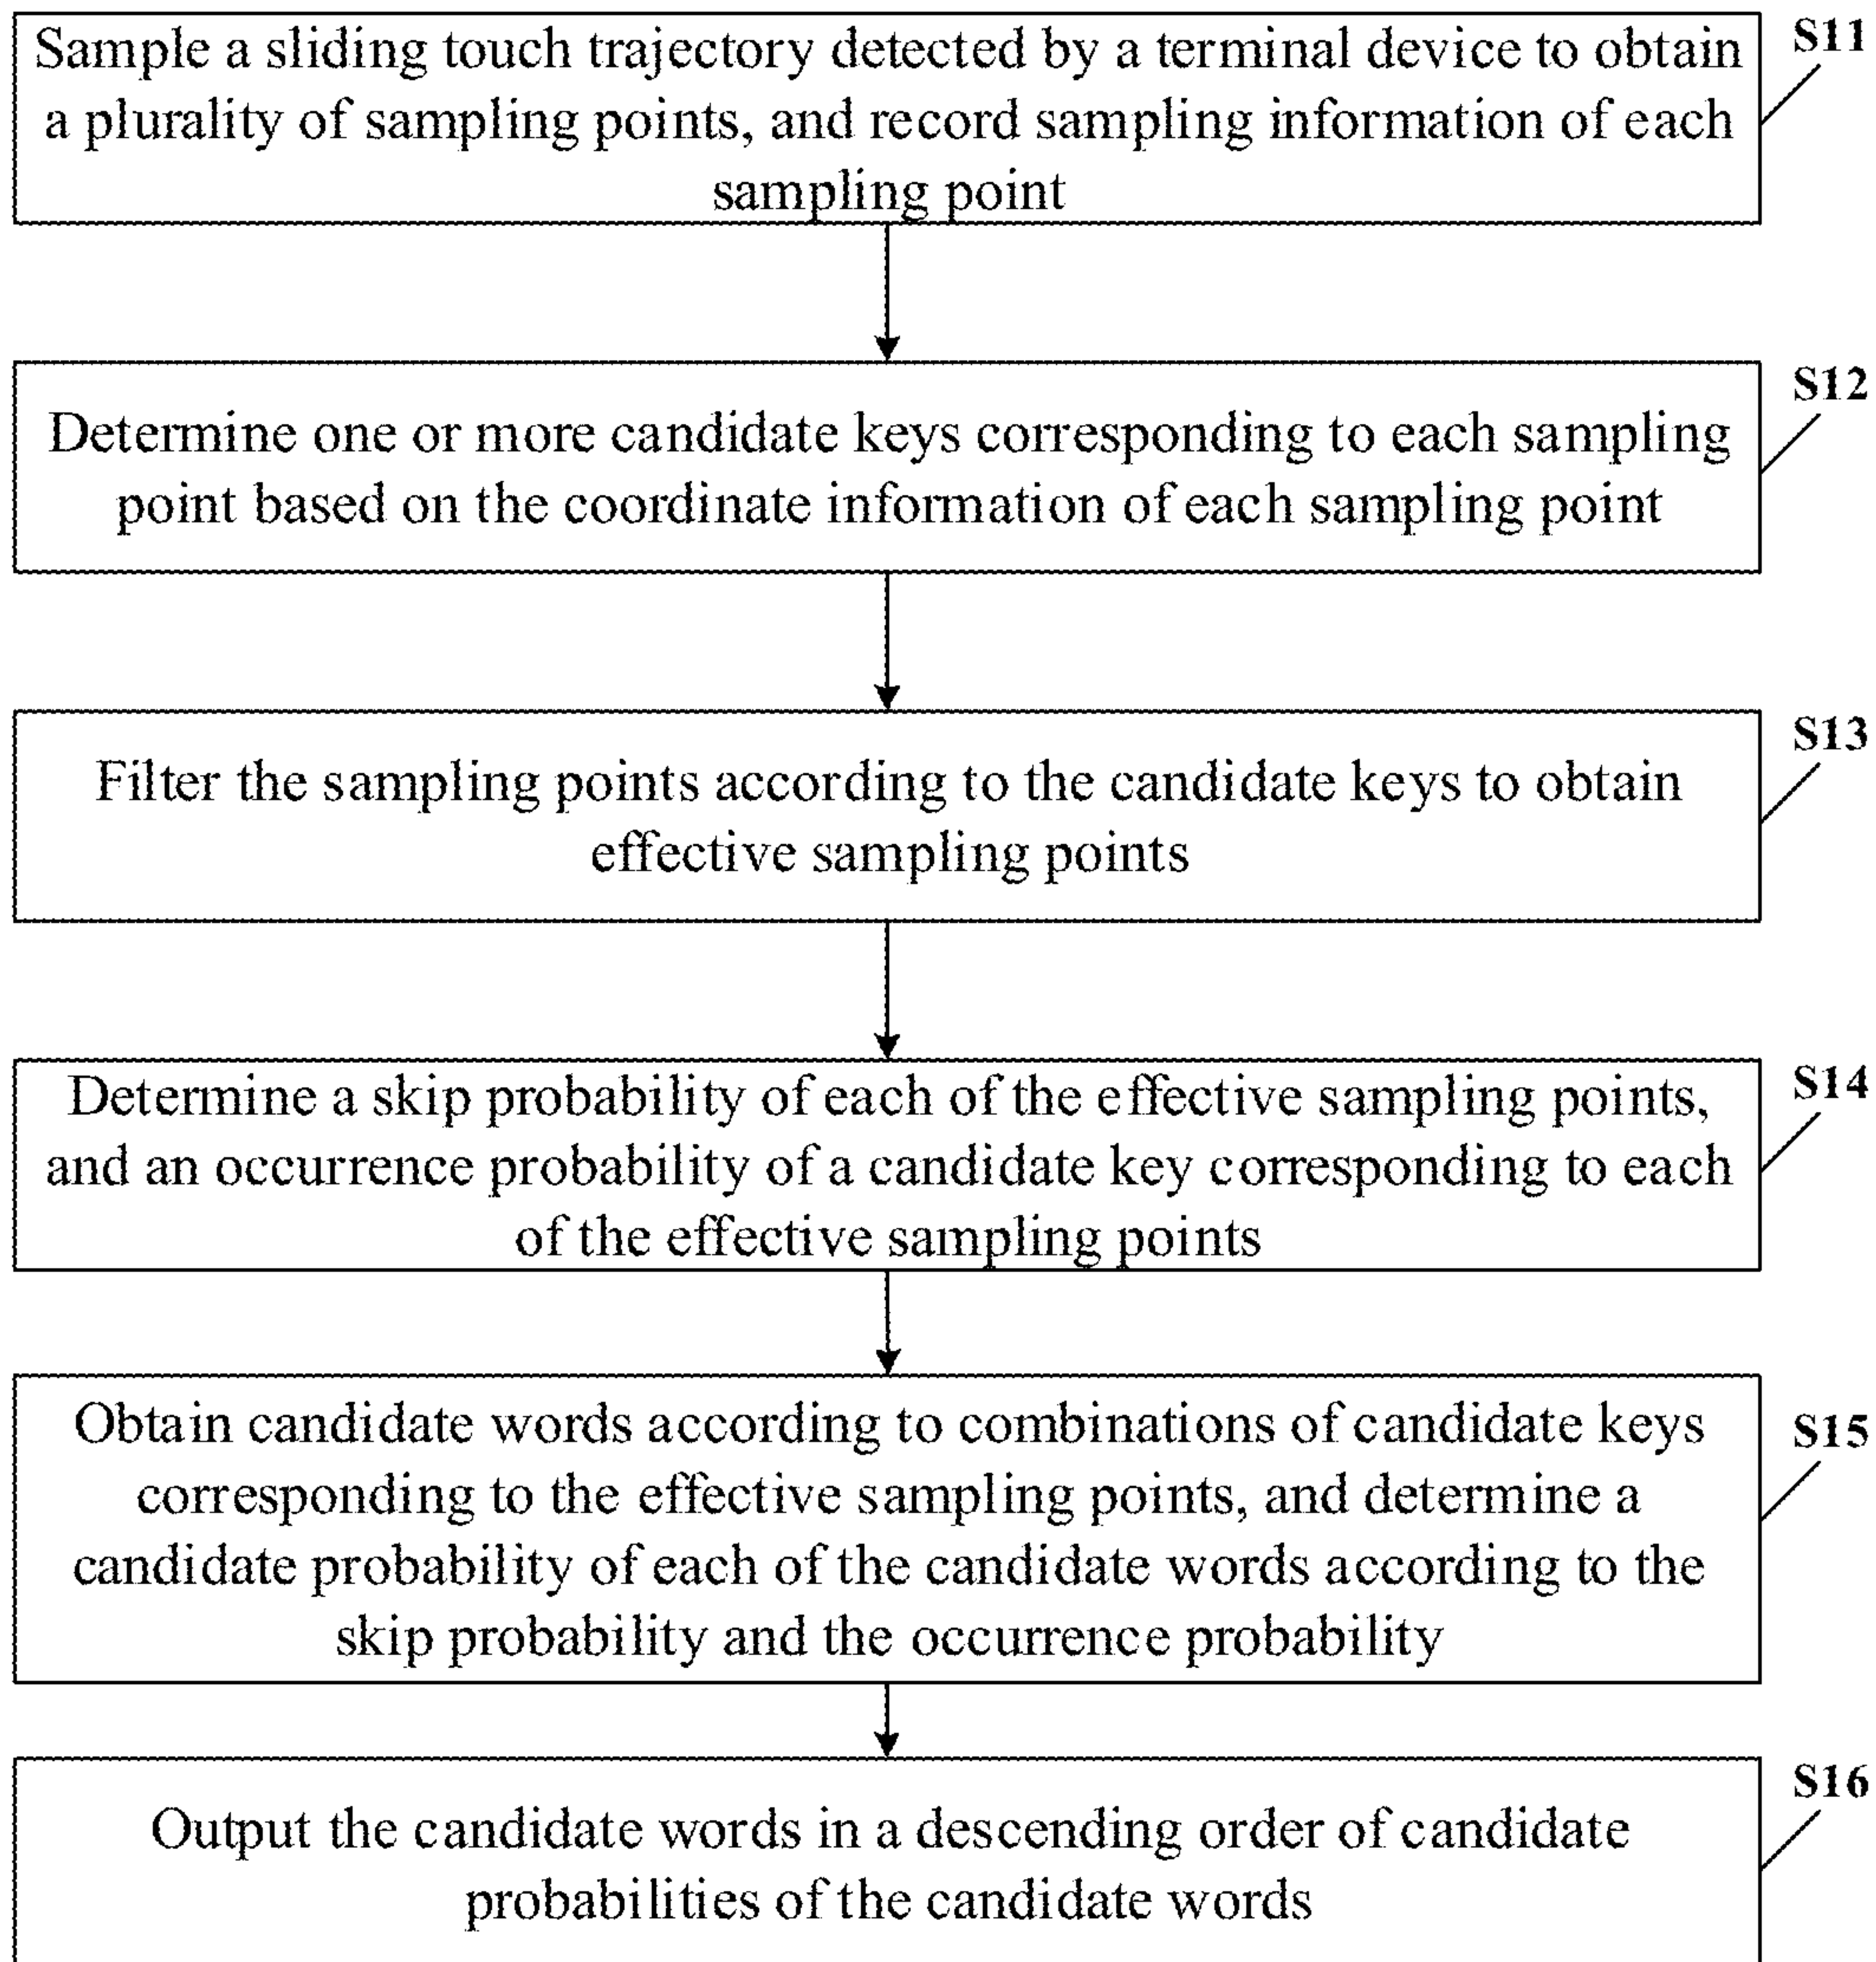 Sample a sliding touch trajectory detected by a terminal device to obtain
a plurality of sampling points, and record sampling information of each
sampling point
S11
Determine one or more candidate keys corresponding to each sampling
point based on the coordinate information of each sampling point
S12
Filter the sampling points according to the candidate keys to obtain
effective sampling points
S13
Determine a skip probability of each of the effective sampling points,
and an occurrence probability of a candidate key corresponding to each
of the effective sampling points
S14
Obtain candidate words according to combinations of candidate keys
corresponding to the effective sampling points, and determine a
candidate probability of each of the candidate words according to the
skip probability and the occurrence probability
S15
Output the candidate words in a descending order of candidate
probabilities of the candidate words
S16